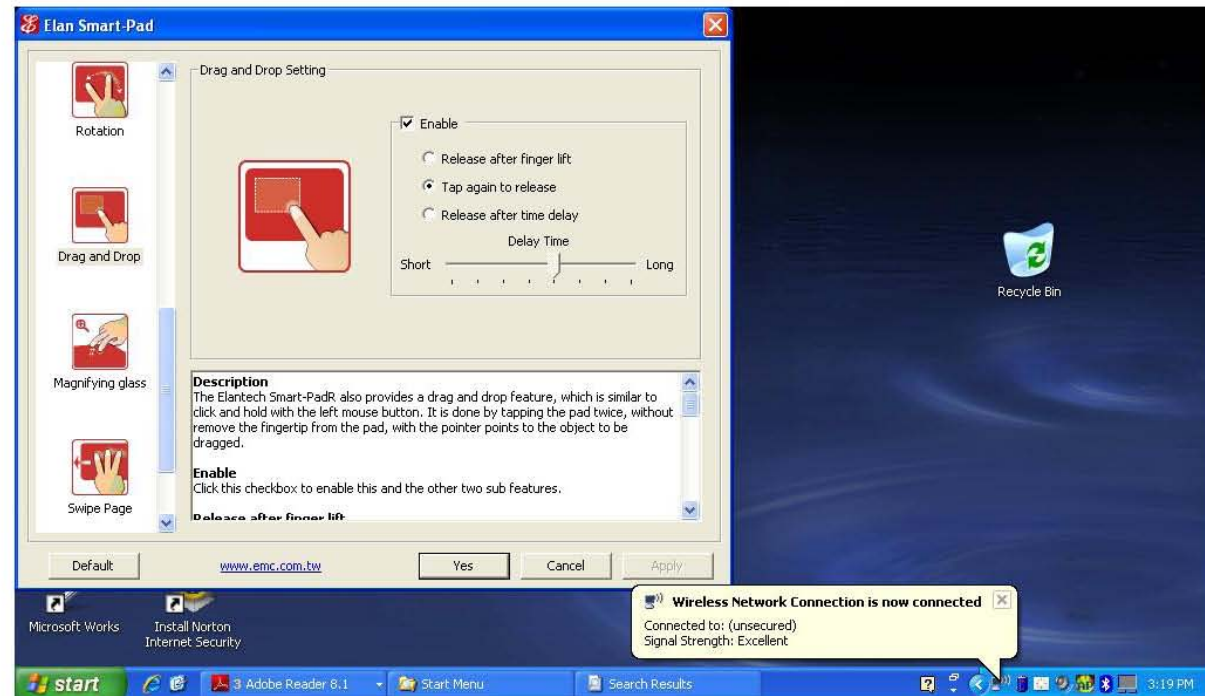 Elan Smart-Pad
Rotation
Drag and Drop
Magnifying glass
Swipe Page
Drag and Drop Setting
Enable
Release after finger lift
Tap again to release
Release after time delay
Delay Time
Short
Long
Description
The Elantech Smart-PadR also provides a drag and drop feature, which is similar to
click and hold with the left mouse button. It is done by tapping the pad twice, without
remove the fingertip from the pad, with the pointer points to the object to be
dragged.
Enable
Click this checkbox to enable this and the other two sub features.
Release after finger lift
Default
www.emc.com.tw
Yes
Cancel
Apply
Recycle Bin
Microsoft Works
Install Norton
Internet Security
Wireless Network Connection is now connected
Connected to: (unsecured)
Signal Strength: Excellent
start
3 Adobe Reader 8.1
Start Menu
Search Results
3:19 PM